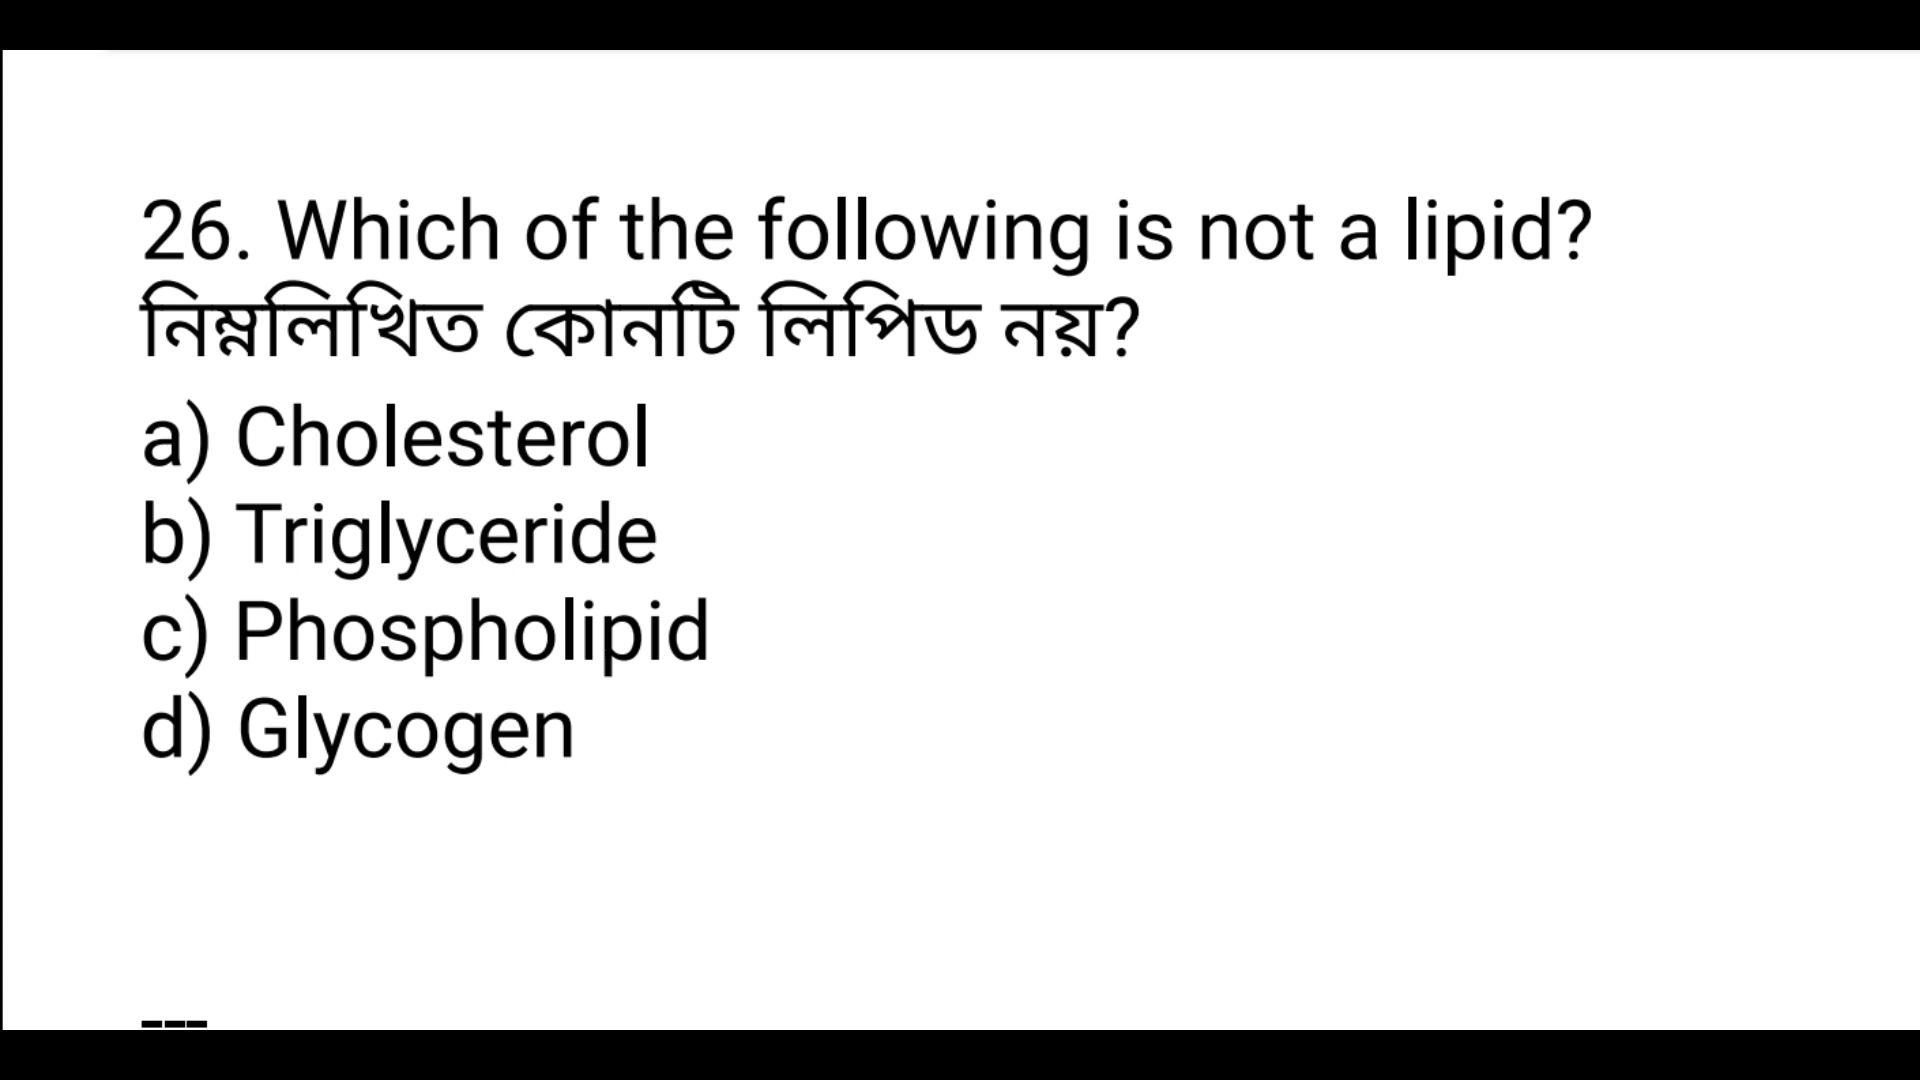 26. Which of the following is not a lipid?
নিম্নলিখিত কোনটি লিপিড নয়?
a) Cholesterol
b) Triglyceride
c) Phospholipid
d) Glycogen
---